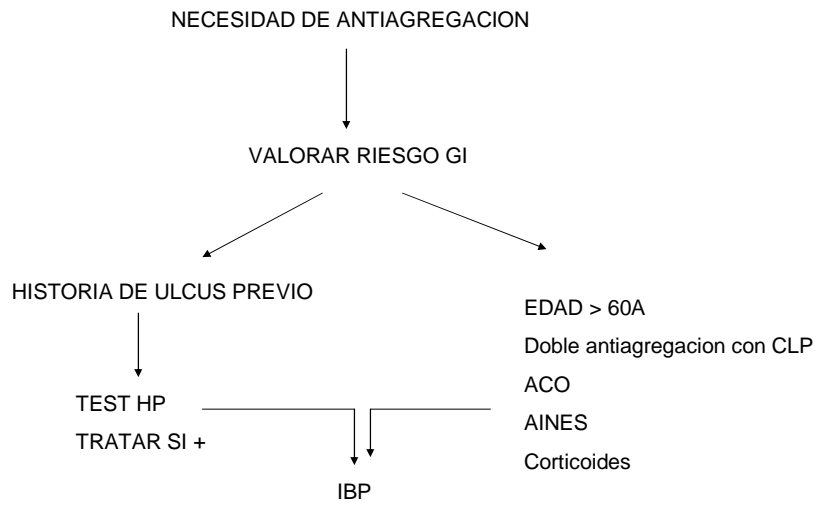 NECESIDAD DE ANTIAGREGACION
VALORAR RIESGO GI
HISTORIA DE ULCUS PREVIO
TEST HP
TRATAR SI +
EDAD > 60A
Doble antiagregacion con CLP
ACO
AINES
Corticoides
IBP